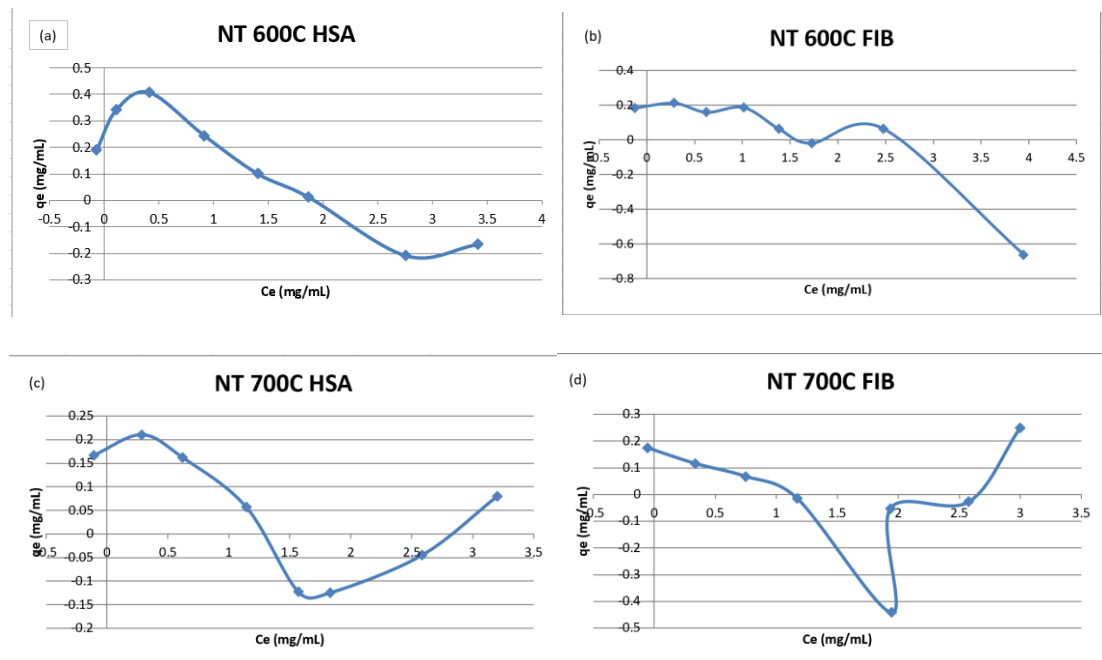 (a)
NT 600C HSA
0.5
0.4
0.3
0.2
0.1
0
-0.1
-0.2
-0.3
-0.5 0 0.5 1 1.5 2 2.5 3 3.5 4
qe (mg/mL)
Ce (mg/mL)
(b)
NT 600C FIB
0.4
0.2
0
-0.2
-0.4
-0.6
-0.8
0.5 0 0.5 1 1.5 2 2.5 3 3.5 4 4.5
qe (mg/mL)
Ce (mg/mL)
(c)
NT 700C HSA
0.25
0.2
0.15
0.1
0.05
0
-0.05
-0.1
-0.15
-0.2
0.5 0 0.5 1 1.5 2 2.5 3 3.5
qe (mg/mL)
Ce (mg/mL)
(d)
NT 700C FIB
0.3
0.2
0.1
0
-0.1
-0.2
-0.3
-0.4
-0.5
0.5 0 0.5 1 1.5 2 2.5 3 3.5
qe (mg/mL)
Ce (mg/mL)